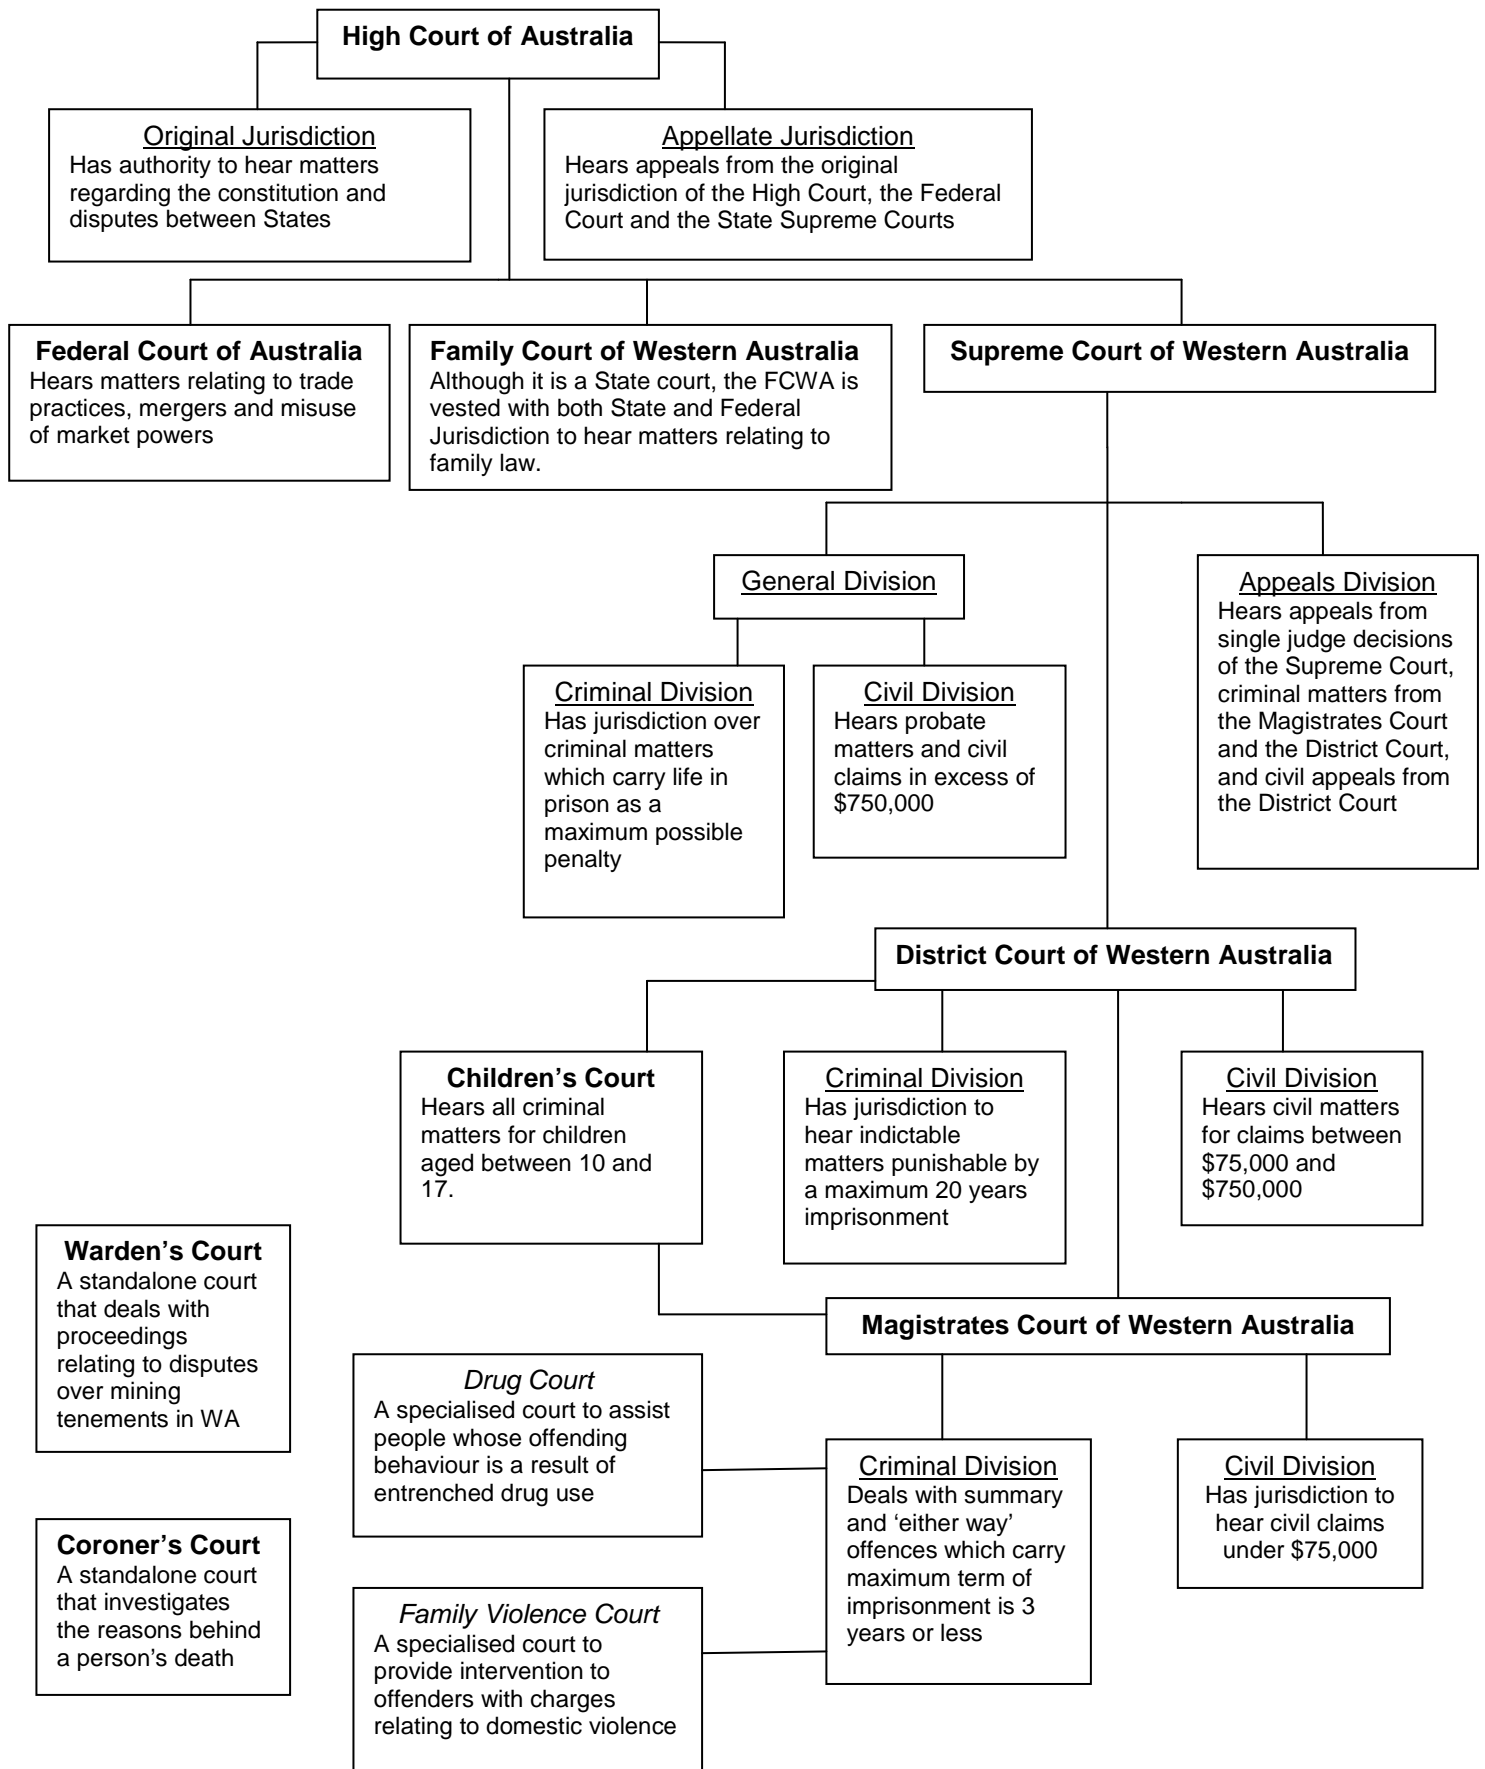 High Court of Australia
Original Jurisdiction
Has authority to hear matters
regarding the constitution and
disputes between States
Appellate Jurisdiction
Hears appeals from the original
jurisdiction of the High Court, the Federal
Court and the State Supreme Courts
Federal Court of Australia
Hears matters relating to trade
practices, mergers and misuse
of market powers
Family Court of Western Australia
Although it is a State court, the FCWA is
vested with both State and Federal
Jurisdiction to hear matters relating to
family law.
Supreme Court of Western Australia
General Division
Appeals Division
Hears appeals from
single judge decisions
of the Supreme Court,
criminal matters from
the Magistrates Court
and the District Court,
and civil appeals from
the District Court
Criminal Division
Has jurisdiction over
criminal matters
which carry life in
prison as a
maximum possible
penalty
Civil Division
Hears probate
matters and civil
claims in excess of
$750,000
District Court of Western Australia
Children’s Court
Hears all criminal
matters for children
aged between 10 and
17.
Criminal Division
Has jurisdiction to
hear indictable
matters punishable by
a maximum 20 years
imprisonment
Civil Division
Hears civil matters
for claims between
$75,000 and
$750,000
Warden’s Court
A standalone court
that deals with
proceedings
relating to disputes
over mining
tenements in WA
Magistrates Court of Western Australia
Drug Court
A specialised court to assist
people whose offending
behaviour is a result of
entrenched drug use
Criminal Division
Deals with summary
and ‘either way’
offences which carry
maximum term of
imprisonment is 3
years or less
Civil Division
Has jurisdiction to
hear civil claims
under $75,000
Coroner’s Court
A standalone court
that investigates
the reasons behind
a person’s death
Family Violence Court
A specialised court to
provide intervention to
offenders with charges
relating to domestic violence